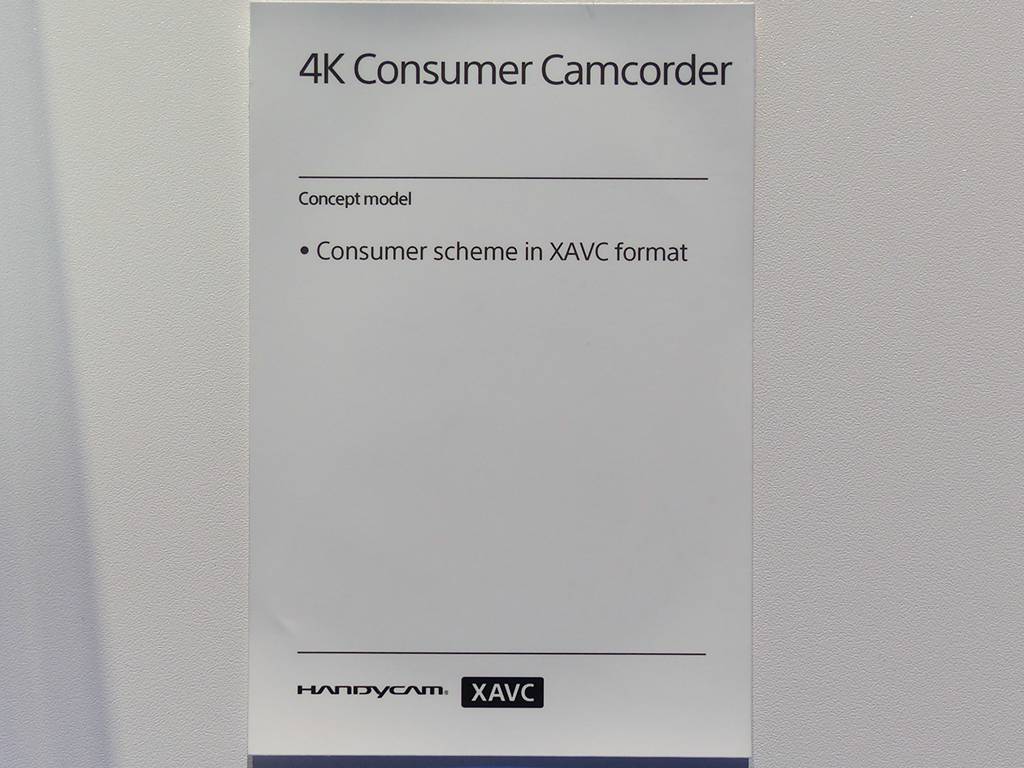 4K Consumer Camcorder
Concept model
• Consumer scheme in XAVC format
HANDYCAM® XAVC